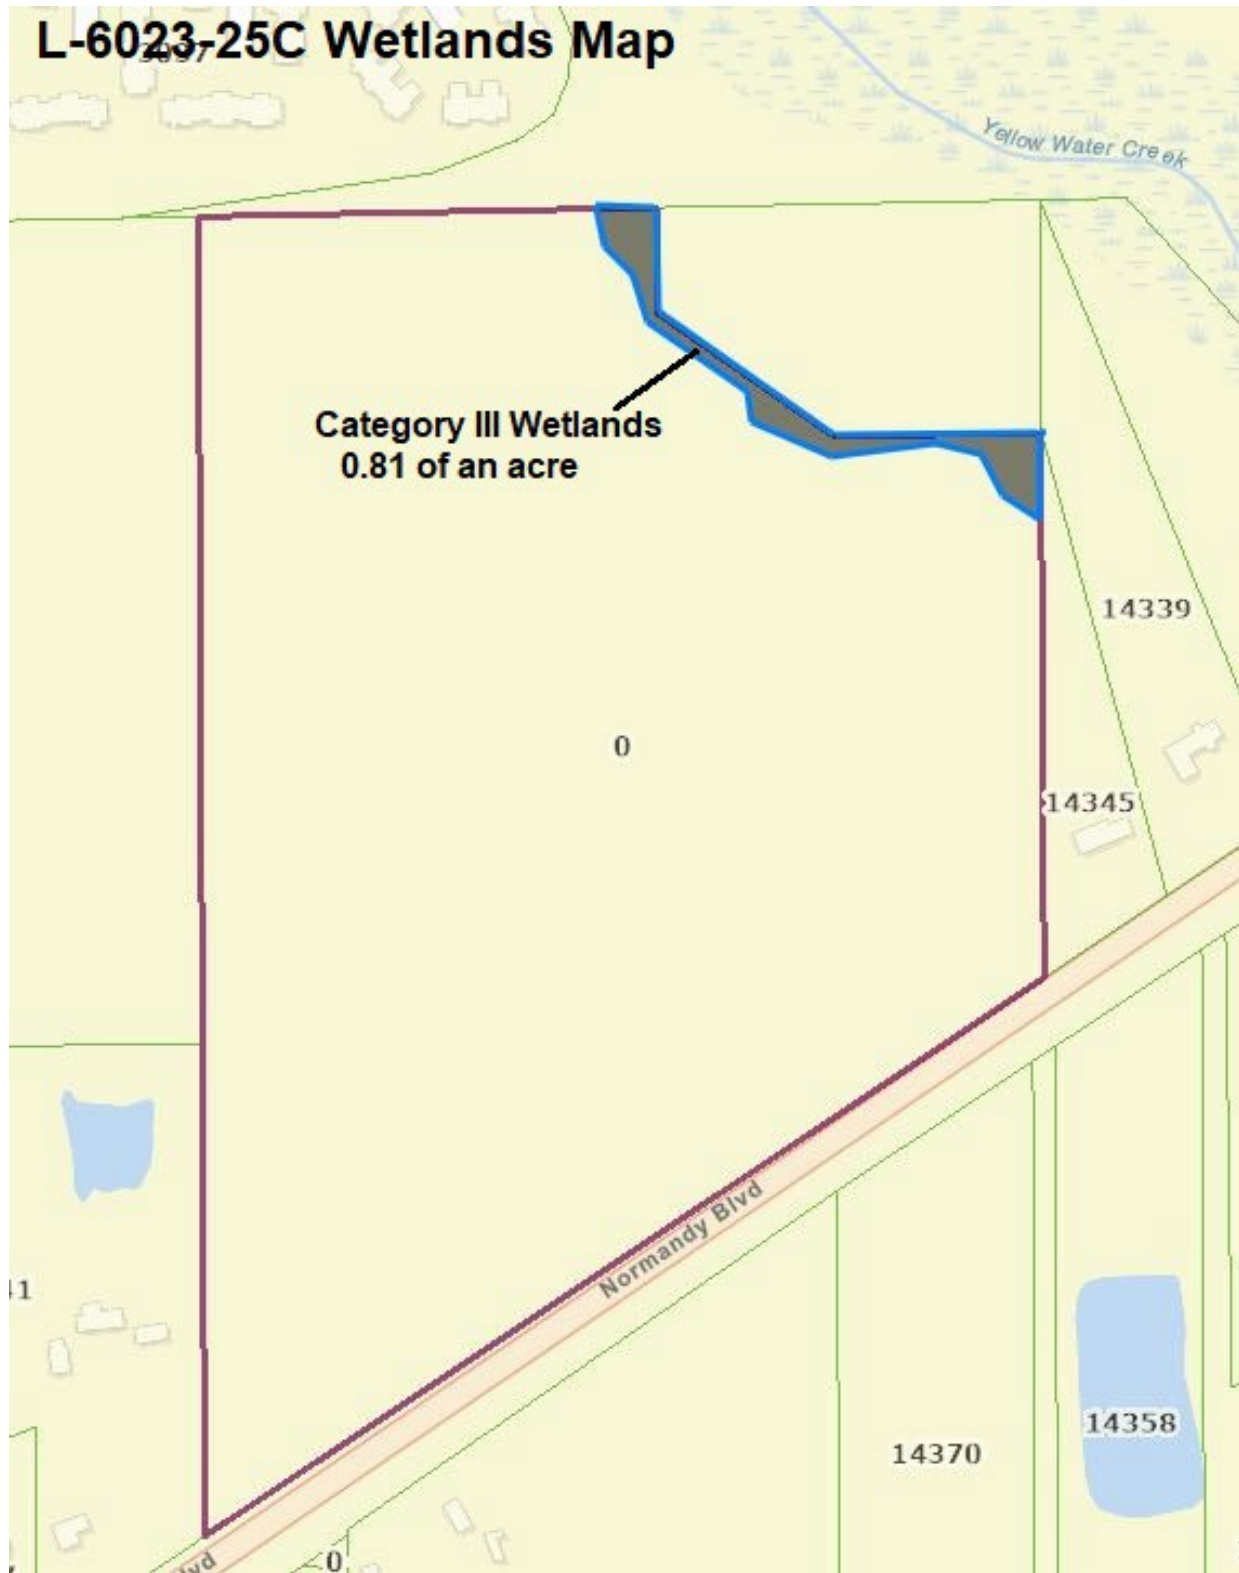 L-6023-25C Wetlands Map
Yellow Water Creek
Category III Wetlands
0.81 of an acre
14339
0
14345
Normandy Blvd
14358
14370
0